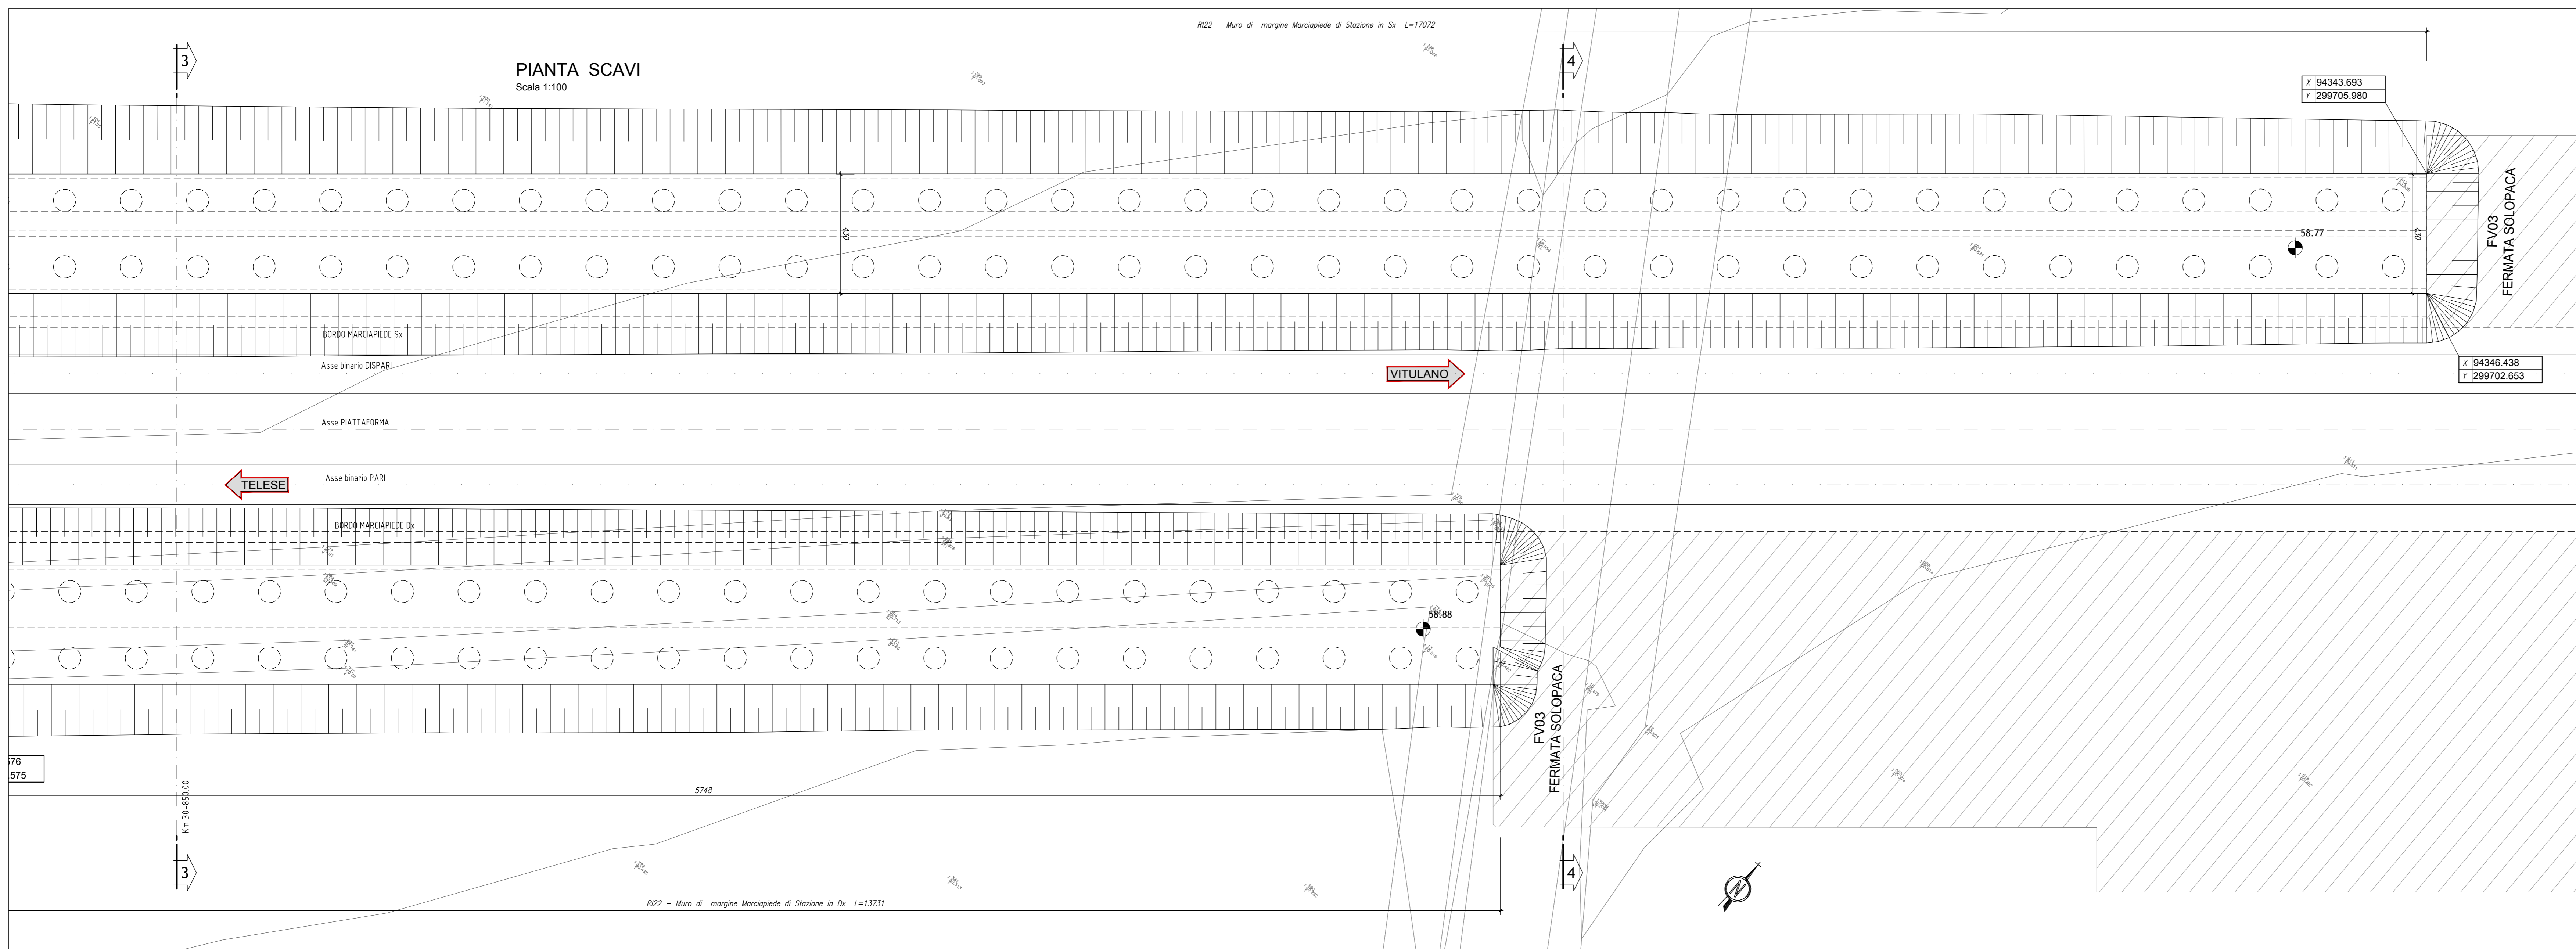 RI22 - Muro di margine Marciapiede di Stazione in Sx L=17072
3
4
PIANTA SCAVI
Scala 1:100
X 94343.693
Y 299705.980
430
430
58.77
FV03
FERMATA SOLOPACA
BORDO MARCIAPIEDE Sx
Asse binario DISPARI
VITULANO
X 94346.438
Y 299702.653
Asse PIATTAFORMA
Asse binario PARI
TELESE
BORDO MARCIAPIEDE Dx
58.88
FV03
FERMATA SOLOPACA
576
.575
Km 30+850.00
5748
3
4
N
RI22 - Muro di margine Marciapiede di Stazione in Dx L=13731